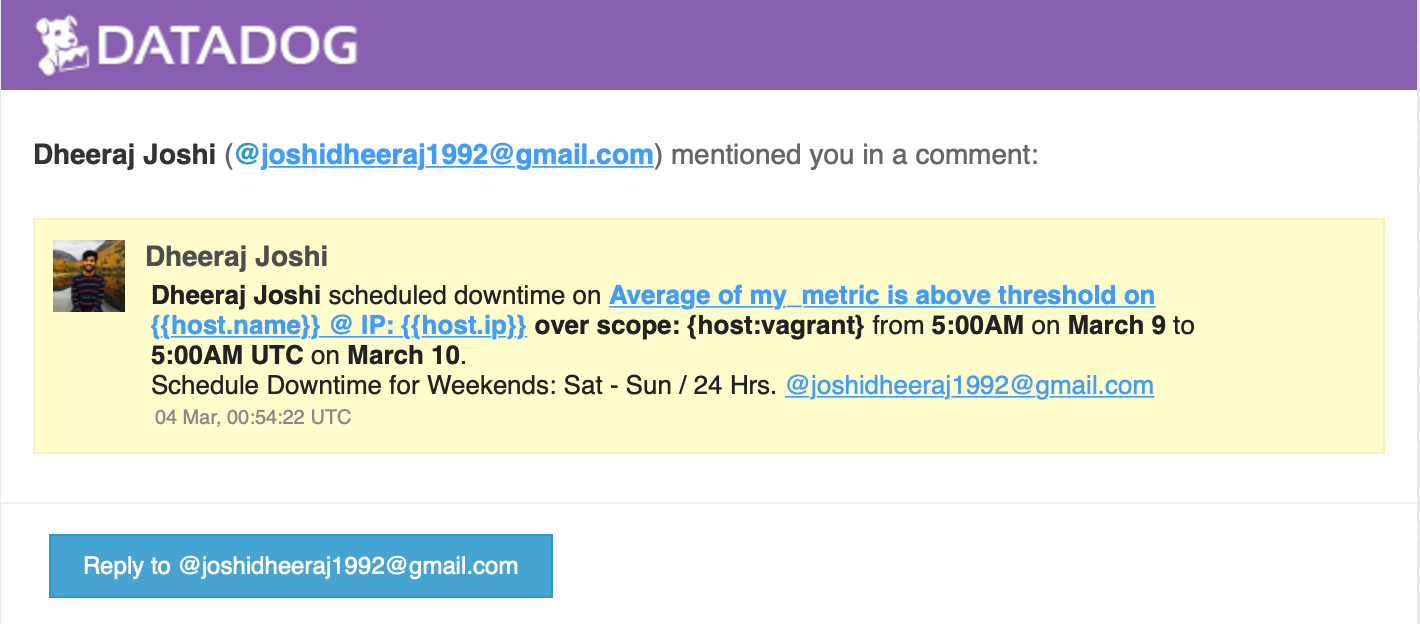 DATADOG
Dheeraj Joshi (@joshidheeraj1992@gmail.com) mentioned you in a comment:
Dheeraj Joshi
Dheeraj Joshi scheduled downtime on Average of my_metric is above threshold on
{{host.name}} @ IP: {{host.ip}} over scope: {host:vagrant} from 5:00AM on March 9 to
5:00AM UTC on March 10.
Schedule Downtime for Weekends: Sat - Sun / 24 Hrs. @joshidheeraj1992@gmail.com
04 Mar, 00:54:22 UTC
Reply to @joshidheeraj1992@gmail.com